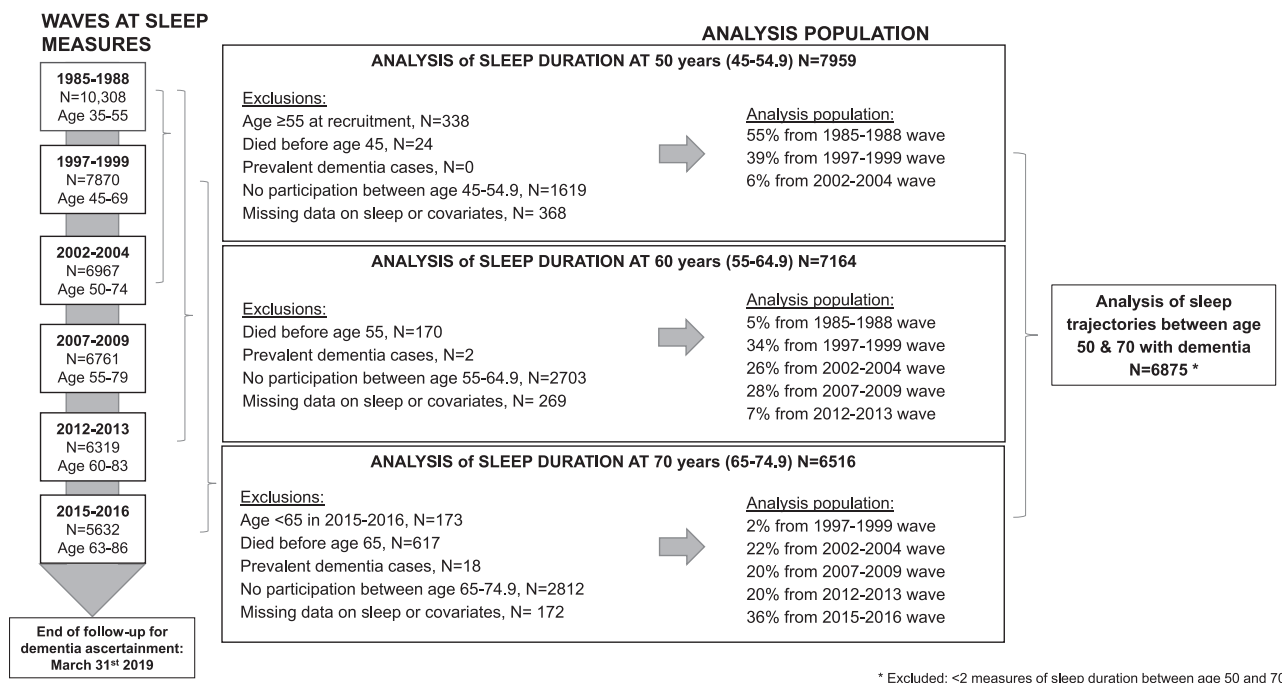 WAVES AT SLEEP
MEASURES
1985-1988
N=10,308
Age 35-55
1997-1999
N=7870
Age 45-69
2002-2004
N=6967
Age 50-74
2007-2009
N=6761
Age 55-79
2012-2013
N=6319
Age 60-83
2015-2016
N=5632
Age 63-86
End of follow-up for
dementia ascertainment:
March 31st 2019
ANALYSIS POPULATION
ANALYSIS of SLEEP DURATION AT 50 years (45-54.9) N=7959
Exclusions:
Age ≥55 at recruitment, N=338
Died before age 45, N=24
Prevalent dementia cases, N=0
No participation between age 45-54.9, N=1619
Missing data on sleep or covariates, N= 368
Analysis population:
55% from 1985-1988 wave
39% from 1997-1999 wave
6% from 2002-2004 wave
ANALYSIS of SLEEP DURATION AT 60 years (55-64.9) N=7164
Exclusions:
Died before age 55, N=170
Prevalent dementia cases, N=2
No participation between age 55-64.9, N=2703
Missing data on sleep or covariates, N= 269
Analysis population:
5% from 1985-1988 wave
34% from 1997-1999 wave
26% from 2002-2004 wave
28% from 2007-2009 wave
7% from 2012-2013 wave
ANALYSIS of SLEEP DURATION AT 70 years (65-74.9) N=6516
Exclusions:
Age <65 in 2015-2016, N=173
Died before age 65, N=617
Prevalent dementia cases, N=18
No participation between age 65-74.9, N=2812
Missing data on sleep or covariates, N= 172
Analysis population:
2% from 1997-1999 wave
22% from 2002-2004 wave
20% from 2007-2009 wave
20% from 2012-2013 wave
36% from 2015-2016 wave
Analysis of sleep
trajectories between age
50 & 70 with dementia
N=6875 *
* Excluded: <2 measures of sleep duration between age 50 and 70